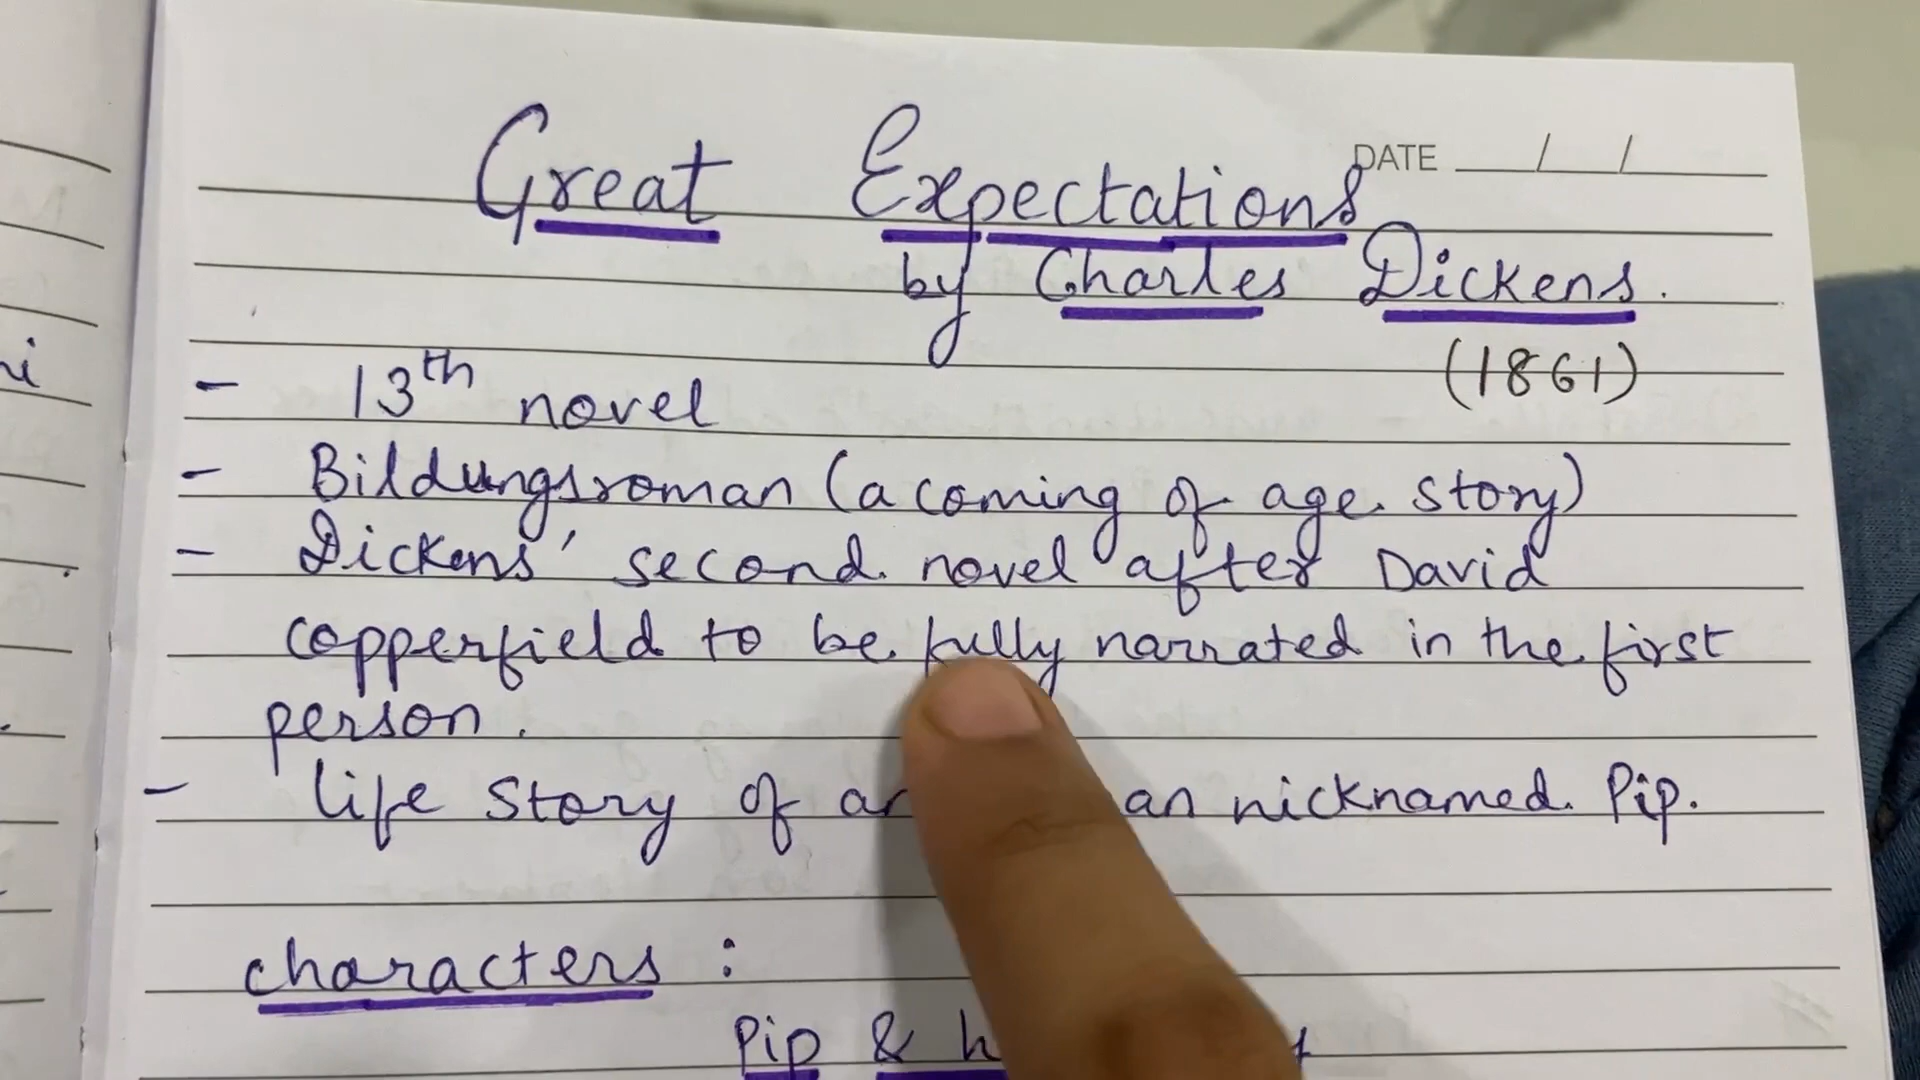 Great Expectations
DATE / /
by Charles Dickens.
(1861)
- 13th novel
- Bildungsroman (a coming of age story)
- Dickens' second novel after David
copperfield to be fully narrated in the first
person.
- life story of an nicknamed Pip.
characters :
Pip & h